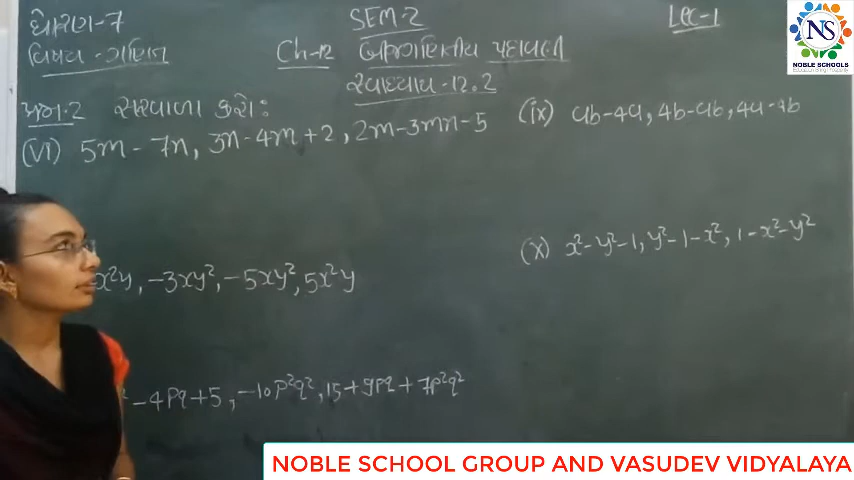 ધોરણ-7
SEM-2
LEC-1
વિષય-ગણિત
Ch-12 બીજગણિતીય પદાવલી
સ્વાધ્યાય-12.2
પ્રશ્ન:2 સરવાળા કરો:
(VI) 5m - 7n, 3n - 4m + 2, 2m - 3mn - 5
(ix) ab - 4a, 4b - ab, 4a - 4b
(x) x² - y² - 1, y² - 1 - x², 1 - x² - y²
x²y, -3xy², -5xy², 5x²y
² - 4pq + 5, -10p²q², 15 + 9pq + 7p²q²
NS
NOBLE SCHOOLS
NOBLE SCHOOL GROUP AND VASUDEV VIDYALAYA